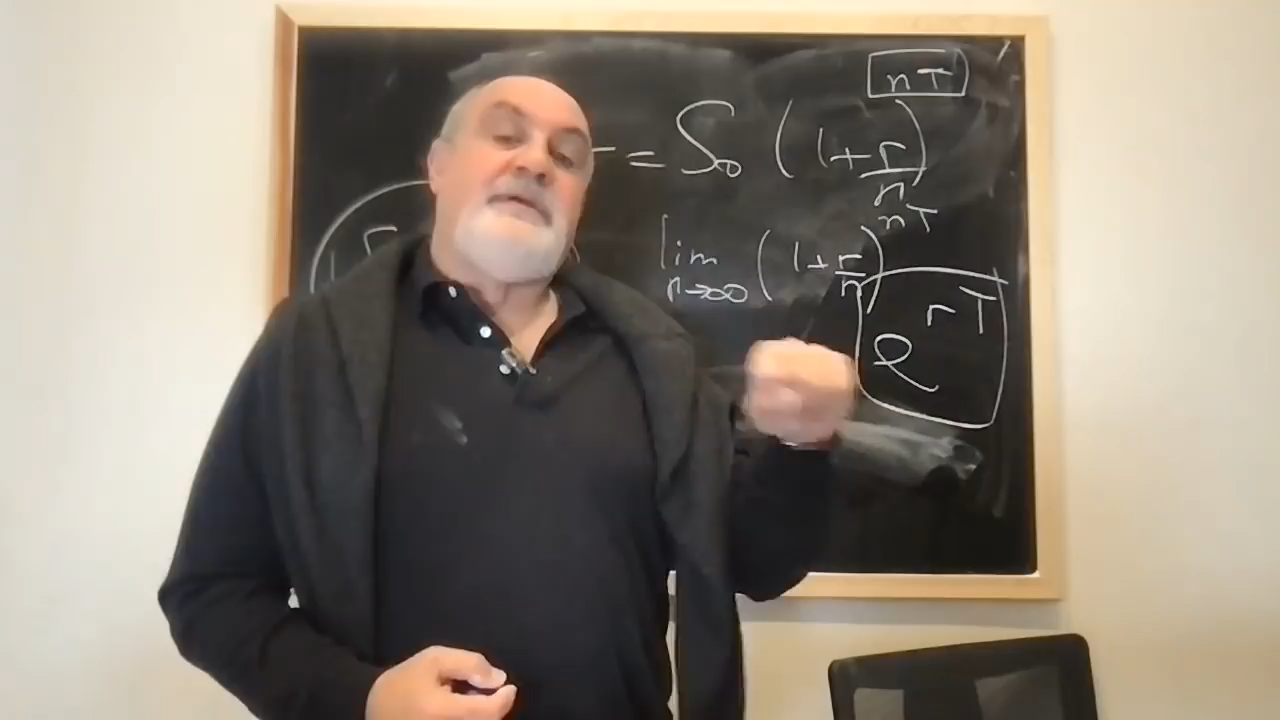 nT
= S₀ (1 + r/n)
nT
lim n→∞ (1 + r/n)
e^rT
r